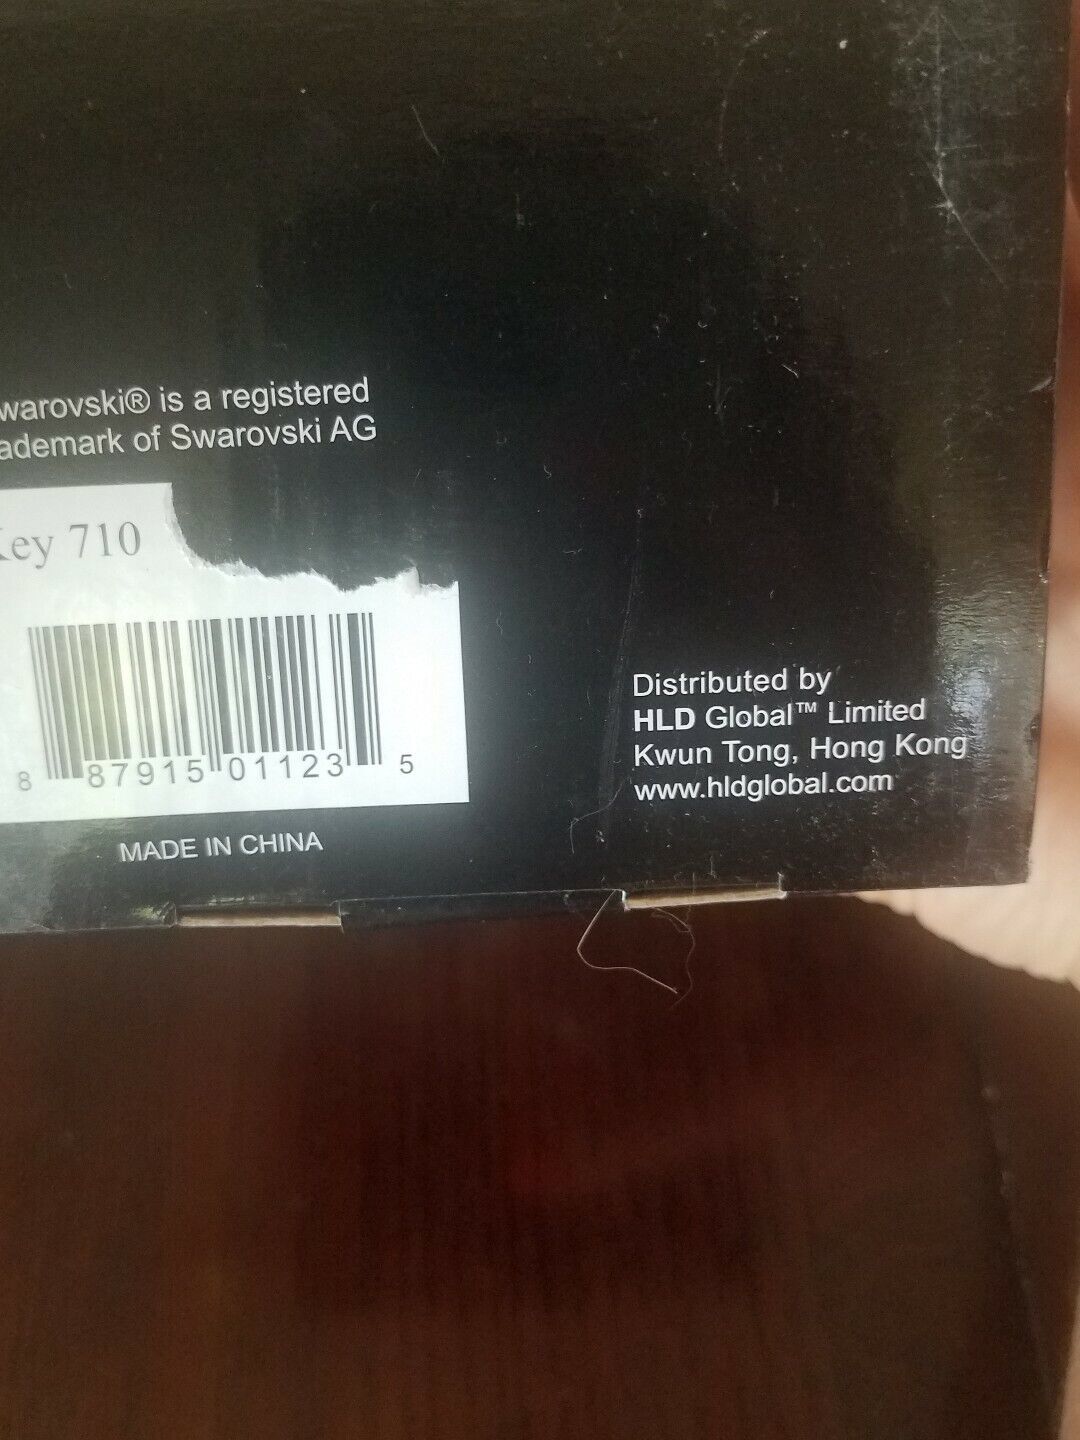 warovski® is a registered
ademark of Swarovski AG
ey 710
8 87915 01123 5
MADE IN CHINA
Distributed by
HLD Global™ Limited
Kwun Tong, Hong Kong
www.hldglobal.com